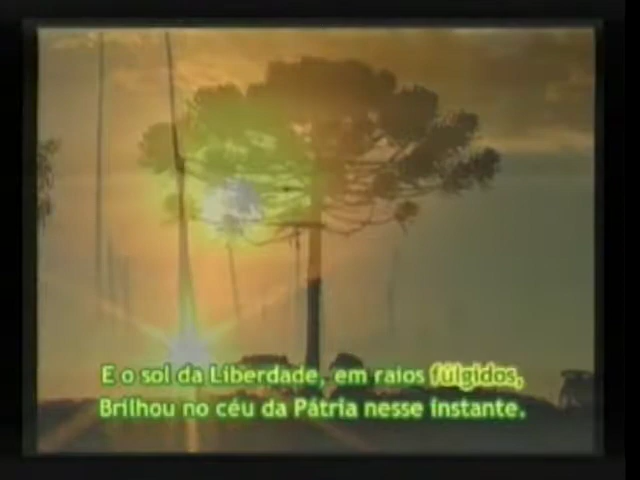 E o sol da Liberdade, em raios fúlgidos,
Brilhou no céu da Pátria nesse instante.